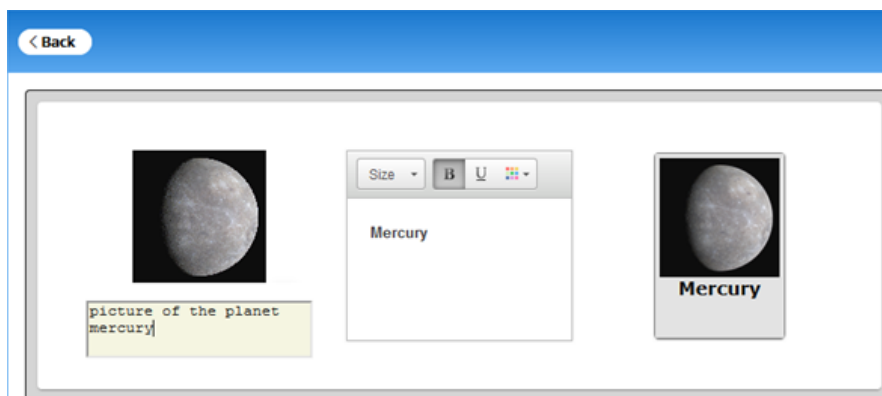 Back
picture of the planet
mercury
Size
B
U
Mercury
Mercury